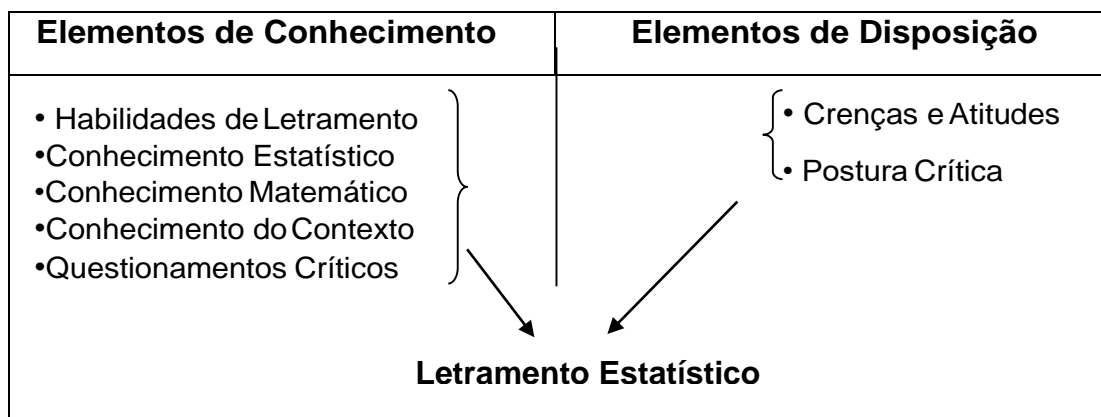 Elementos de Conhecimento
Elementos de Disposição
• Habilidades de Letramento
•Conhecimento Estatístico
•Conhecimento Matemático
•Conhecimento do Contexto
•Questionamentos Críticos
• Crenças e Atitudes
• Postura Crítica
Letramento Estatístico